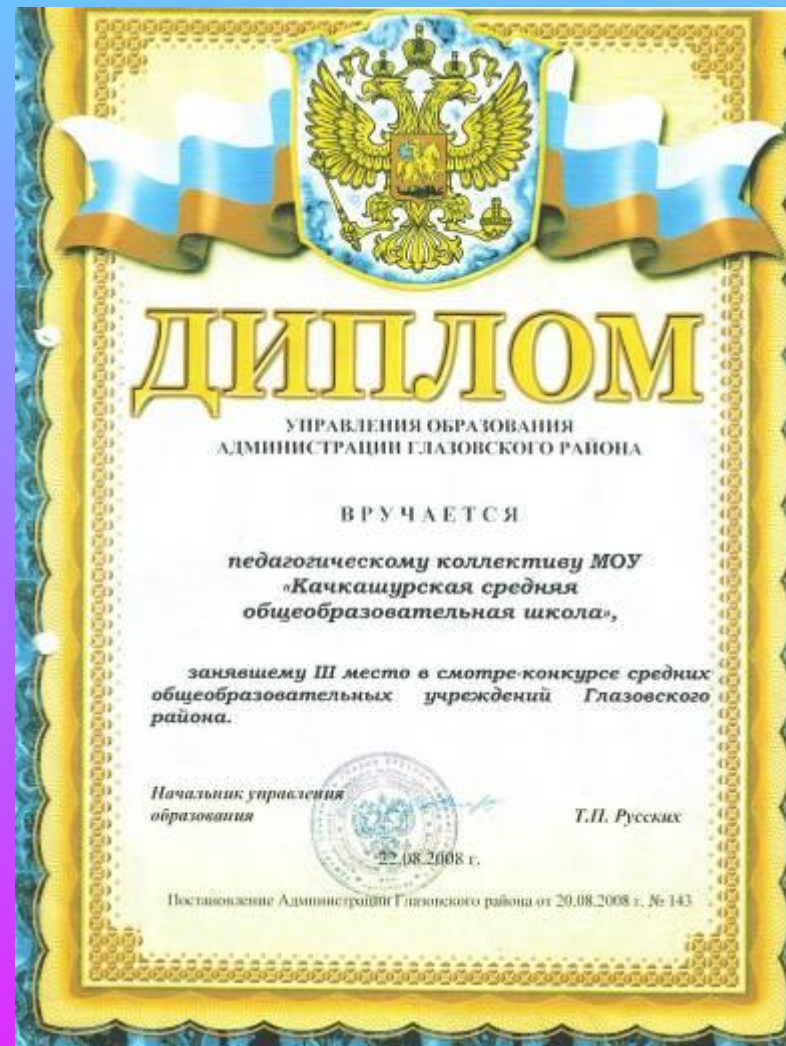 ДИПЛОМ
УПРАВЛЕНИЯ ОБРАЗОВАНИЯ
АДМИНИСТРАЦИИ ГЛАЗОВСКОГО РАЙОНА
ВРУЧАЕТСЯ
педагогическому коллективу МОУ
«Качкашурская средняя
общеобразовательная школа»,
занявшему III место в смотре-конкурсе средних
общеобразовательных учреждений Глазовского
района.
Начальник управления
образования Т.П. Русских
22.08.2008 г.
Постановление Администрации Глазовского района от 20.08.2008 г. № 143